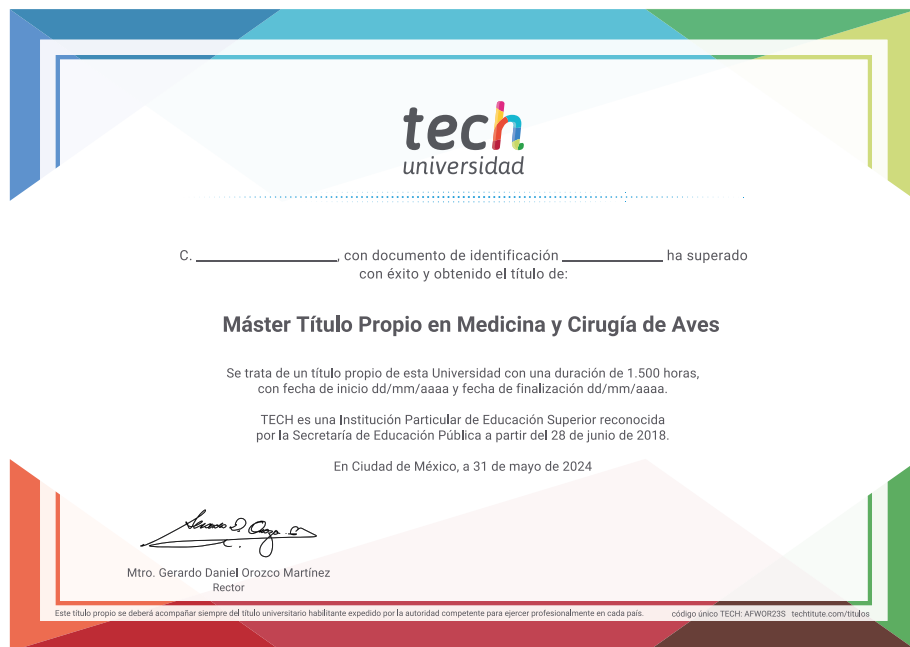 tech
universidad
C. ____________________, con documento de identificación ______________ ha superado
con éxito y obtenido el título de:
Máster Título Propio en Medicina y Cirugía de Aves
Se trata de un título propio de esta Universidad con una duración de 1.500 horas,
con fecha de inicio dd/mm/aaaa y fecha de finalización dd/mm/aaaa.
TECH es una Institución Particular de Educación Superior reconocida
por la Secretaría de Educación Pública a partir del 28 de junio de 2018.
En Ciudad de México, a 31 de mayo de 2024
Mtro. Gerardo Daniel Orozco Martínez
Rector
Este título propio se deberá acompañar siempre del título universitario habilitante expedido por la autoridad competente para ejercer profesionalmente en cada país. código único TECH: AFWOR23S techtitute.com/titulos